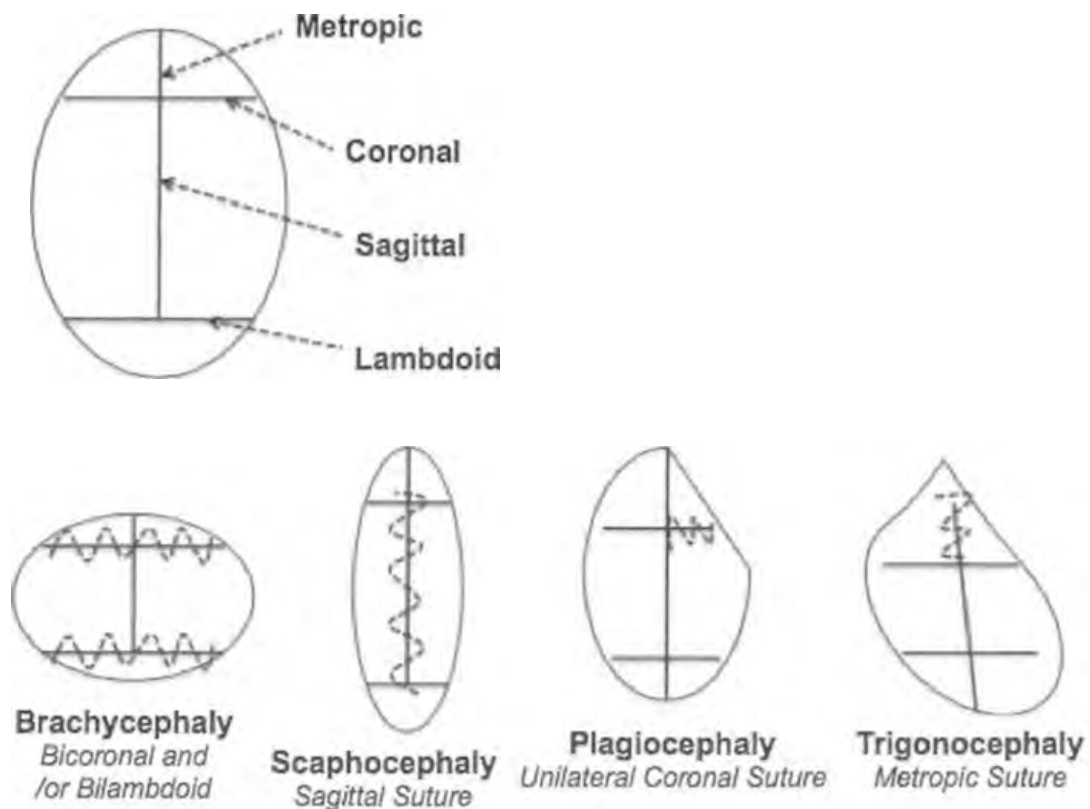 Metropic
Coronal
Sagittal
Lambdoid
Brachycephaly
Bicoronal and
/or Bilambdoid
Scaphocephaly
Sagittal Suture
Plagiocephaly
Unilateral Coronal Suture
Trigonocephaly
Metropic Suture